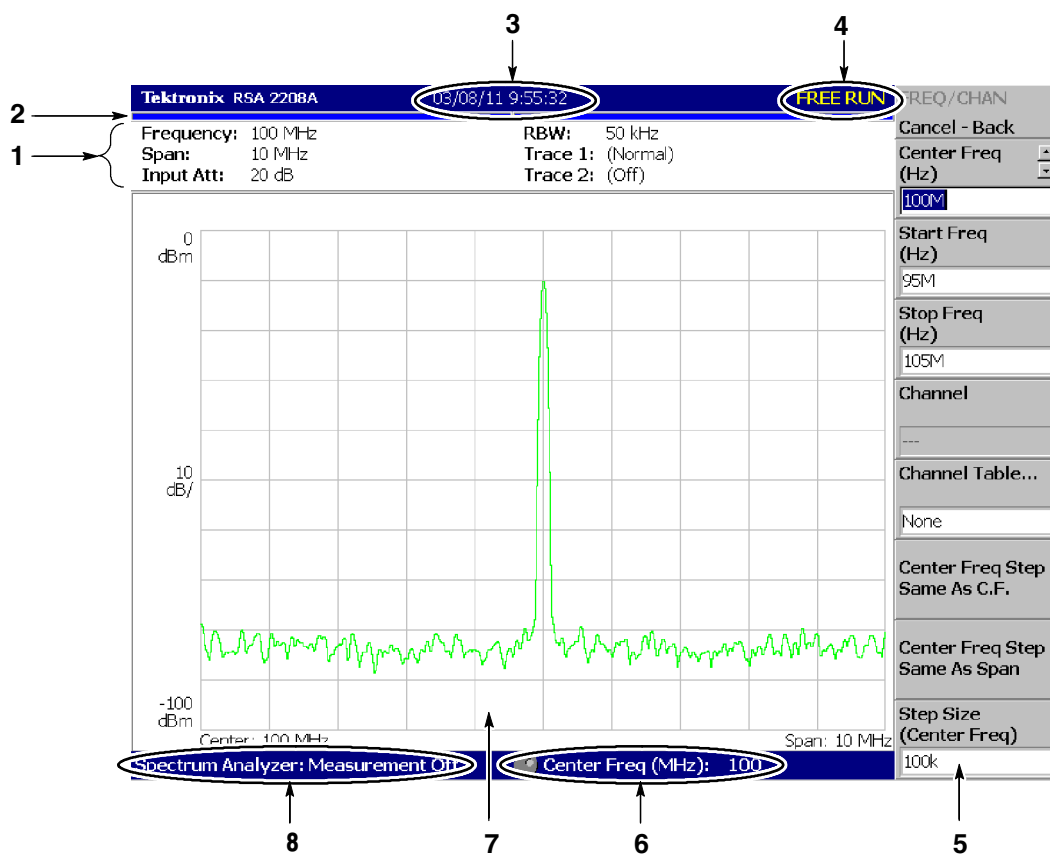 3
4
Tektronix RSA 2208A 03/08/11 9:55:32 FREE RUN
2
1
Frequency: 100 MHz
Span: 10 MHz
Input Att: 20 dB
RBW: 50 kHz
Trace 1: (Normal)
Trace 2: (Off)
0
dBm
10
dB/
-100
dBm
Center: 100 MHz
Span: 10 MHz
Spectrum Analyzer: Measurement Off
Center Freq (MHz): 100
FREQ/CHAN
Cancel - Back
Center Freq
(Hz)
100M
Start Freq
(Hz)
95M
Stop Freq
(Hz)
105M
Channel
---
Channel Table...
None
Center Freq Step
Same As C.F.
Center Freq Step
Same As Span
Step Size
(Center Freq)
100k
8
7
6
5